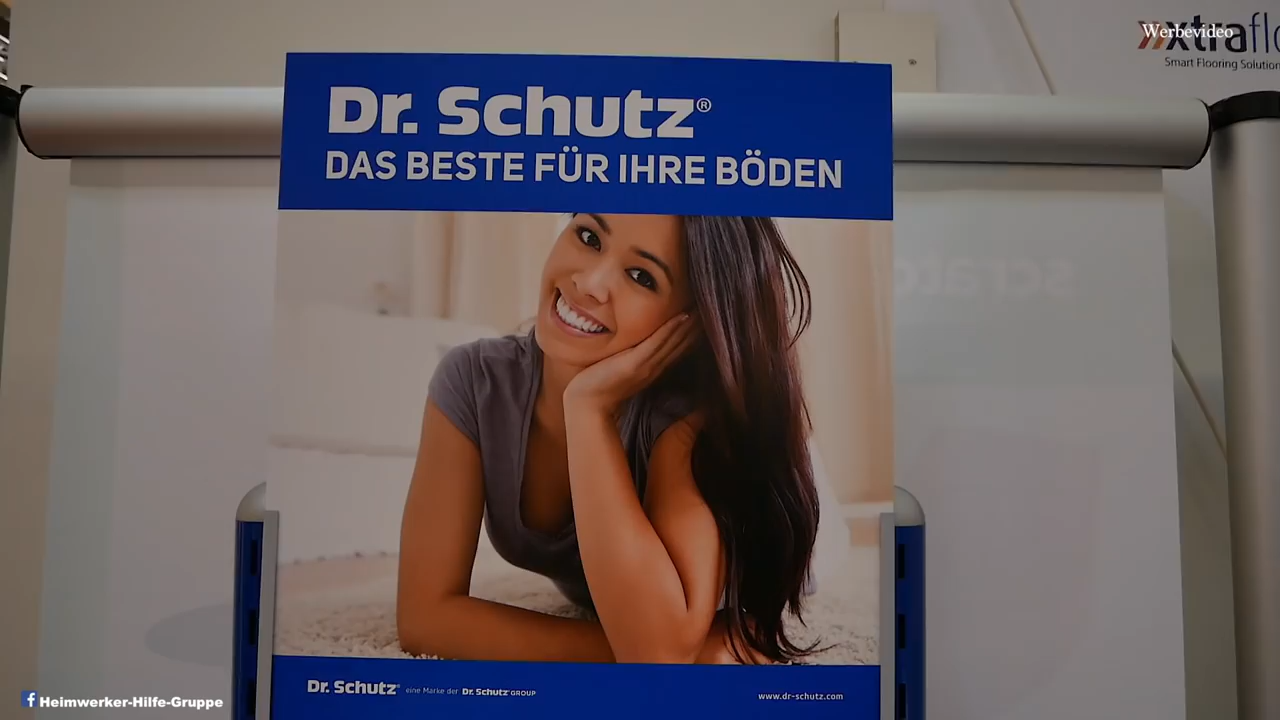 Werbevideo
xtraflo
Smart Flooring Solution
Dr. Schutz®
DAS BESTE FÜR IHRE BÖDEN
Dr. Schutz® eine Marke der Dr. Schutz GROUP
www.dr-schutz.com
Heimwerker-Hilfe-Gruppe